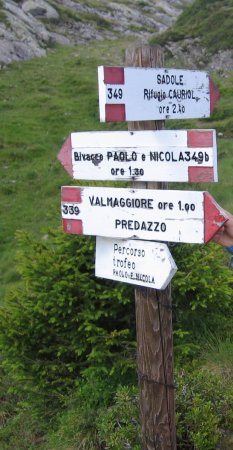 SADOLE
349 Rifugio CAURIOL
ore 2.40
Bivacco PAOLO e NICOLA 349b
ore 1.30
VALMAGGIORE ore 1.00
339 PREDAZZO
Percorso
trofeo
PAOLO E NICOLA